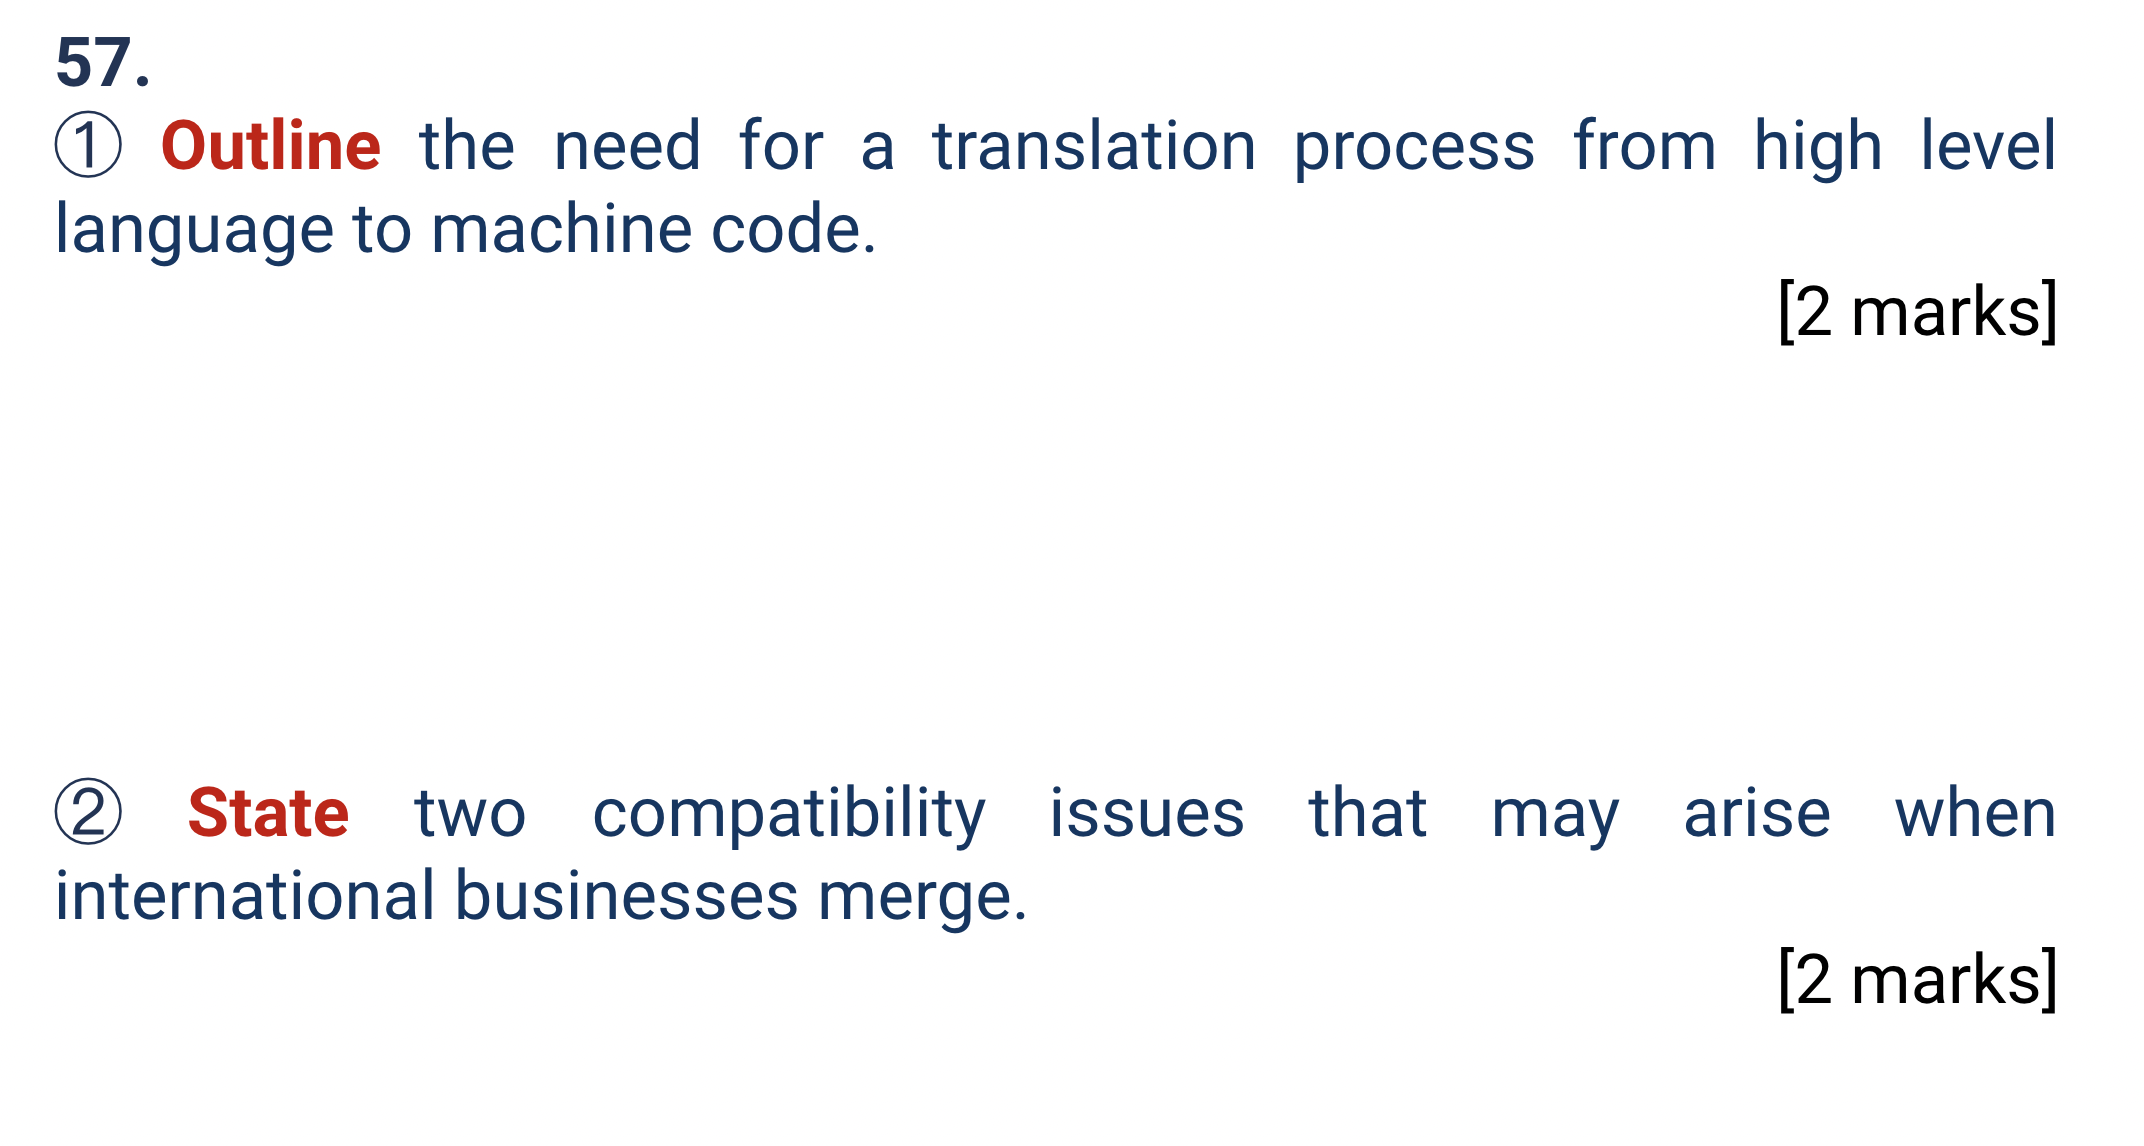 57.
① Outline the need for a translation process from high level
language to machine code.
[2 marks]
② State two compatibility issues that may arise when
international businesses merge.
[2 marks]